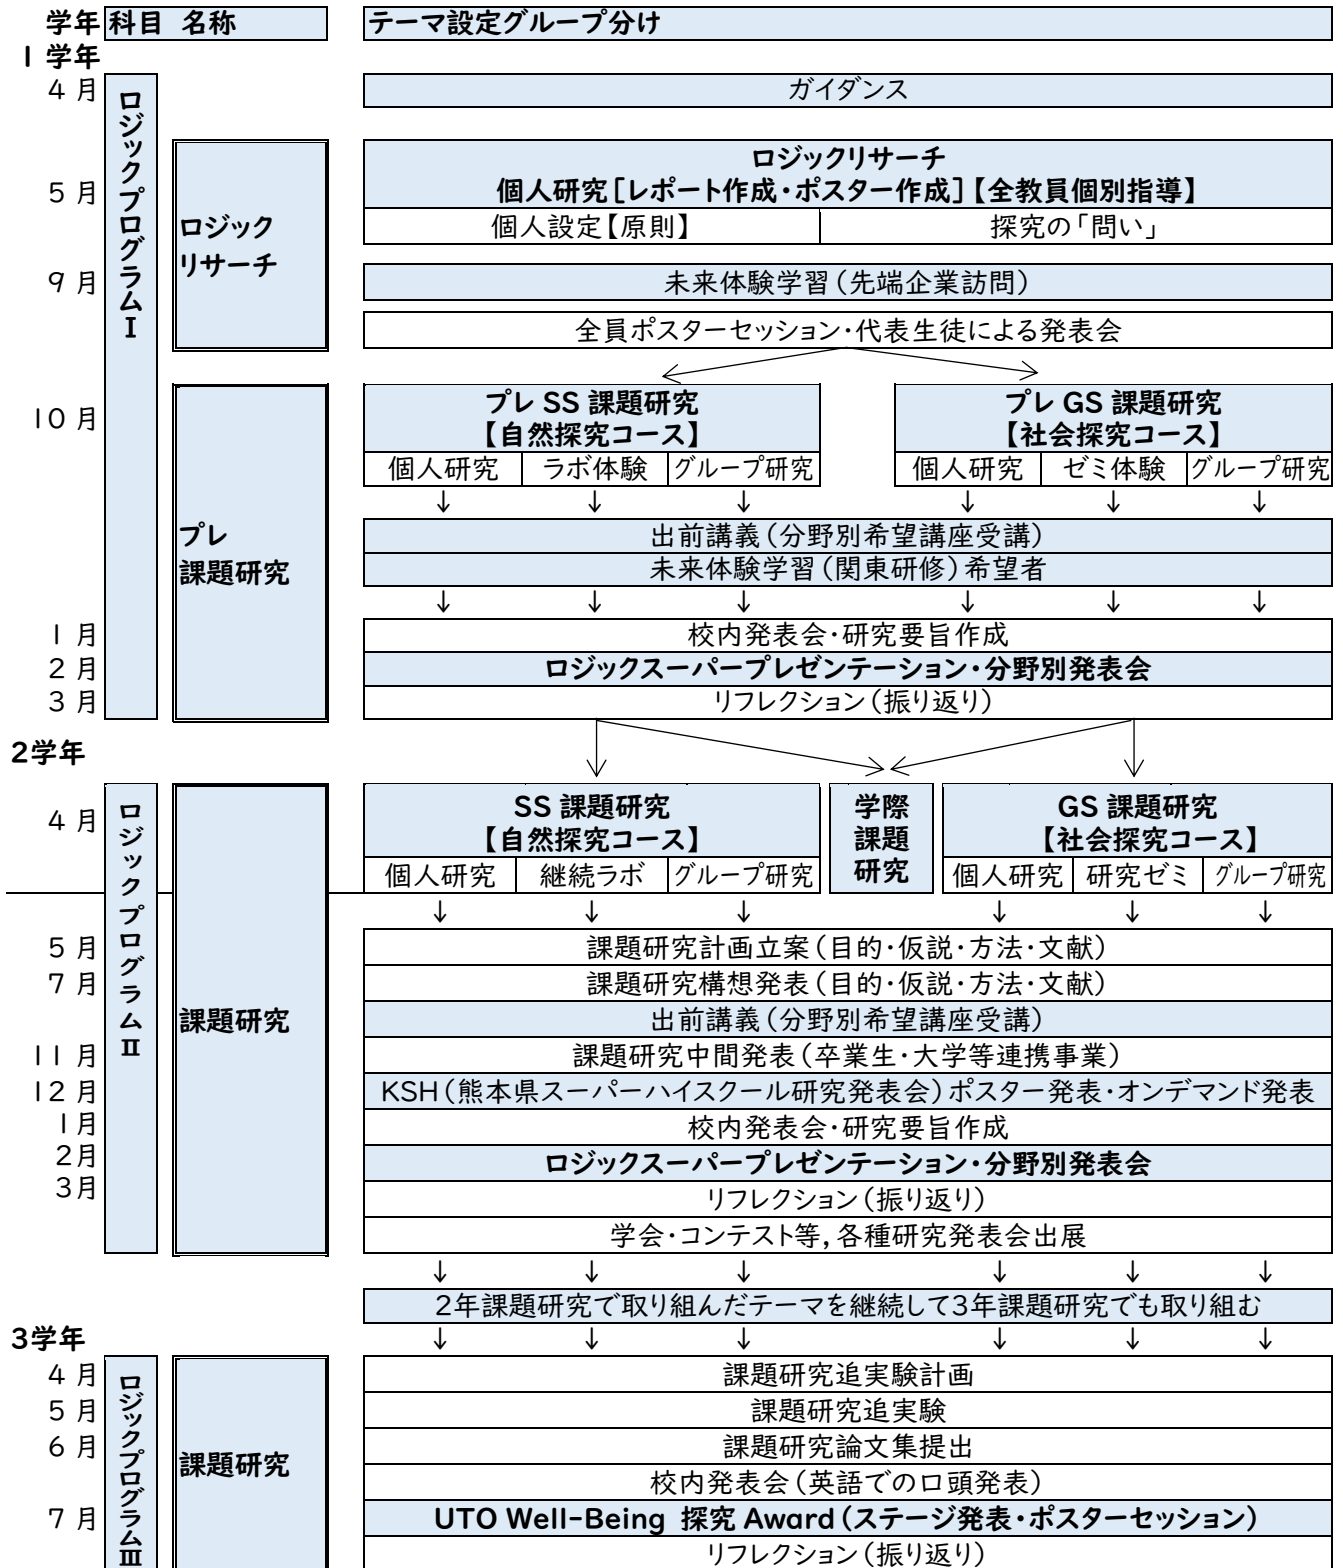 学年 科目 名称 テーマ設定グループ分け
1学年
4月 ガイダンス
ロジックプログラムⅠ
ロジックリサーチ
5月 個人研究[レポート作成・ポスター作成]【全教員個別指導】
ロジック
リサーチ
個人設定【原則】 探究の「問い」
9月 未来体験学習(先端企業訪問)
全員ポスターセッション・代表生徒による発表会
10月
プレ SS 課題研究 プレ GS 課題研究
【自然探究コース】 【社会探究コース】
個人研究 ラボ体験 グループ研究 個人研究 ゼミ体験 グループ研究
↓ ↓ ↓ ↓ ↓ ↓
プレ
課題研究
出前講義(分野別希望講座受講)
未来体験学習(関東研修)希望者
↓ ↓ ↓ ↓ ↓ ↓
1月 校内発表会・研究要旨作成
2月 ロジックスーパープレゼンテーション・分野別発表会
3月 リフレクション(振り返り)
2学年
4月
ロジックプログラムⅡ
SS 課題研究
【自然探究コース】
学際
課題
研究
GS 課題研究
【社会探究コース】
個人研究 継続ラボ グループ研究 個人研究 研究ゼミ グループ研究
↓ ↓ ↓ ↓ ↓ ↓
5月 課題研究計画立案(目的・仮説・方法・文献)
7月 課題研究構想発表(目的・仮説・方法・文献)
課題研究
出前講義(分野別希望講座受講)
11月 課題研究中間発表(卒業生・大学等連携事業)
12月 KSH(熊本県スーパーハイスクール研究発表会)ポスター発表・オンデマンド発表
1月 校内発表会・研究要旨作成
2月 ロジックスーパープレゼンテーション・分野別発表会
3月 リフレクション(振り返り)
学会・コンテスト等,各種研究発表会出展
↓ ↓ ↓ ↓ ↓ ↓
2年課題研究で取り組んだテーマを継続して3年課題研究でも取り組む
3学年
↓ ↓ ↓ ↓ ↓ ↓
ロジックプログラムⅢ
4月 課題研究追実験計画
5月 課題研究追実験
6月 課題研究論文集提出
課題研究
校内発表会(英語での口頭発表)
7月 UTO Well-Being 探究 Award(ステージ発表・ポスターセッション)
リフレクション(振り返り)